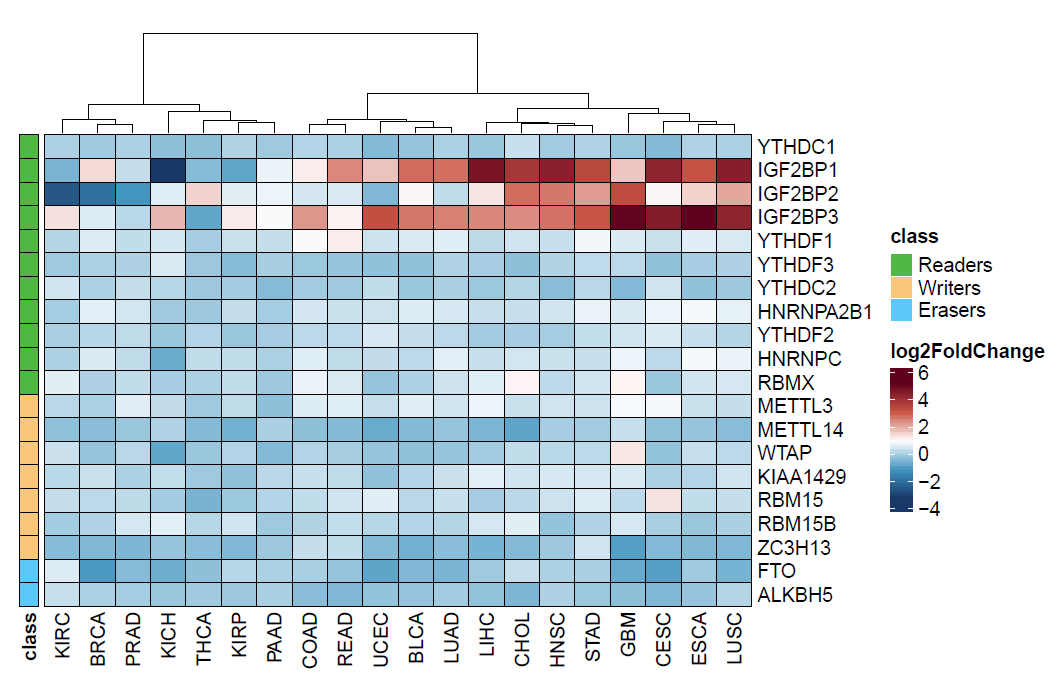 YTHDC1
IGF2BP1
IGF2BP2
IGF2BP3
YTHDF1
YTHDF3
YTHDC2
HNRNPA2B1
YTHDF2
HNRNPC
RBMX
METTL3
METTL14
WTAP
KIAA1429
RBM15
RBM15B
ZC3H13
FTO
ALKBH5
class
KIRC
BRCA
PRAD
KICH
THCA
KIRP
PAAD
COAD
READ
UCEC
BLCA
LUAD
LIHC
CHOL
HNSC
STAD
GBM
CESC
ESCA
LUSC
class
Readers
Writers
Erasers
log2FoldChange
6
4
2
0
−2
−4